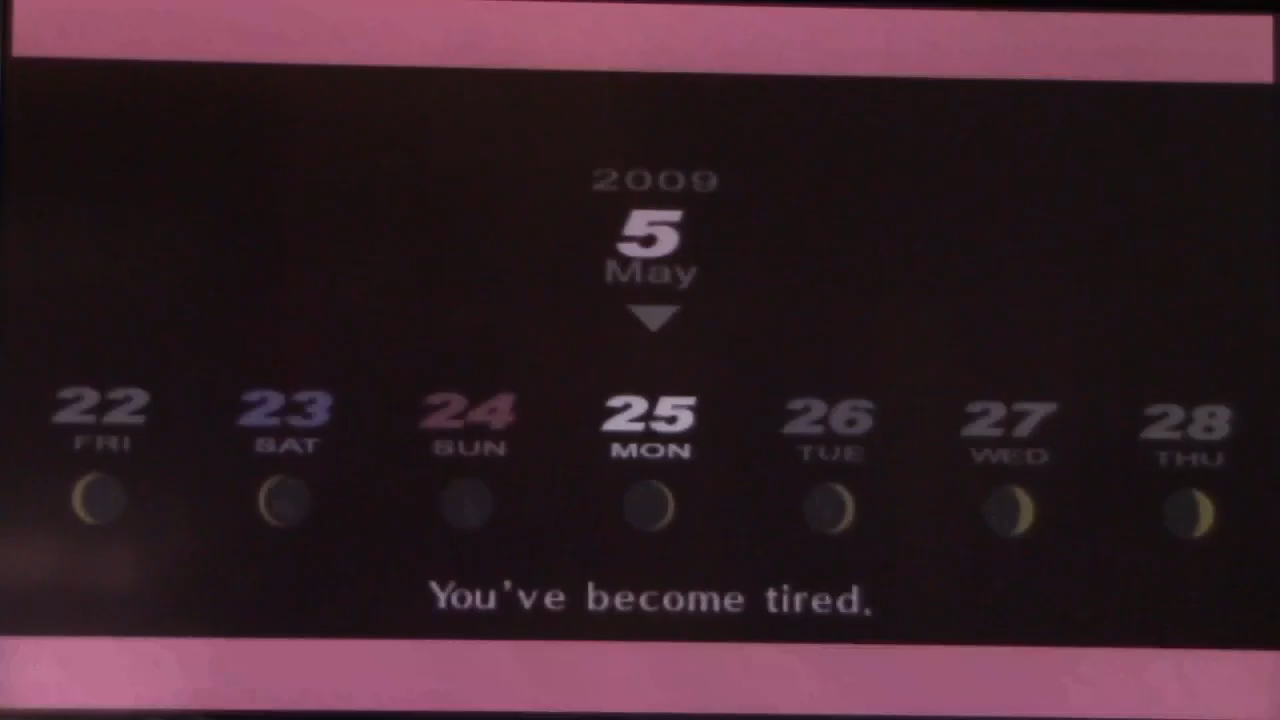 2009
5
May
22 23 24 25 26 27 28
FRI SAT SUN MON TUE WED THU
You've become tired.